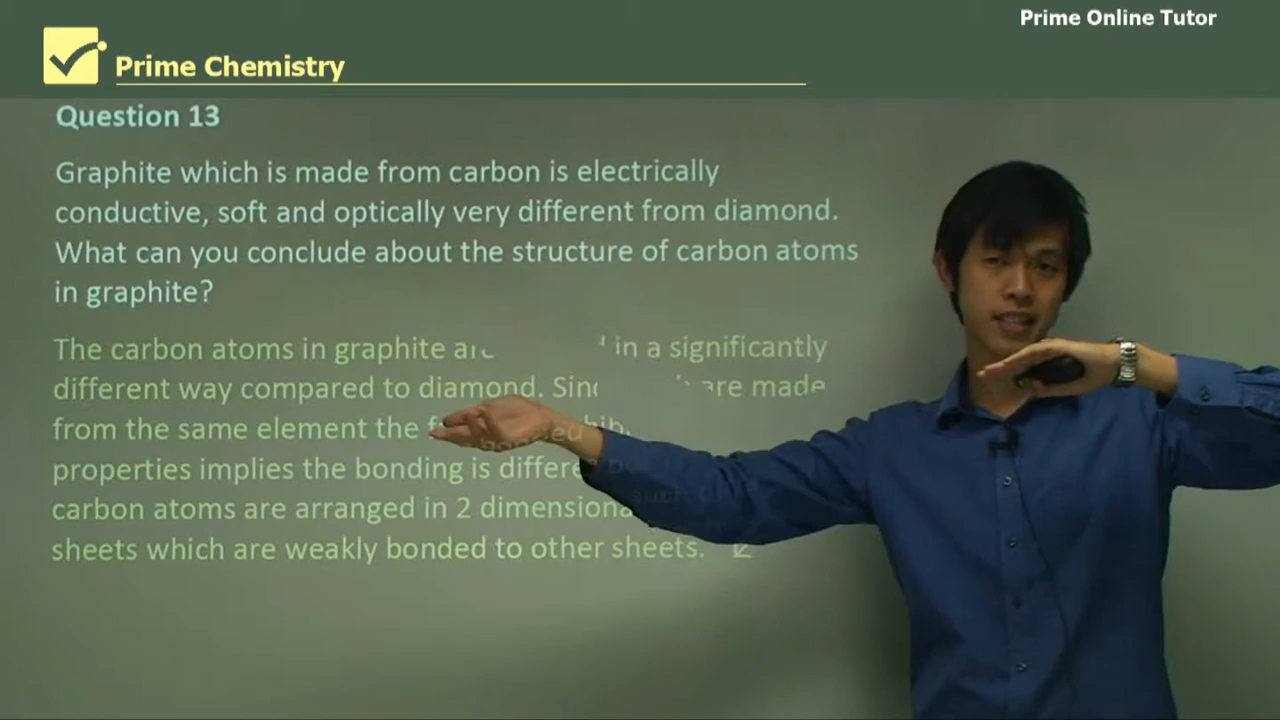 Prime Online Tutor
Prime Chemistry
Question 13
Graphite which is made from carbon is electrically
conductive, soft and optically very different from diamond.
What can you conclude about the structure of carbon atoms
in graphite?
The carbon atoms in graphite are in a significantly
different way compared to diamond. are made
from the same element the
properties implies the bonding is
carbon atoms are arranged in 2
sheets which are weakly bonded to other sheets.